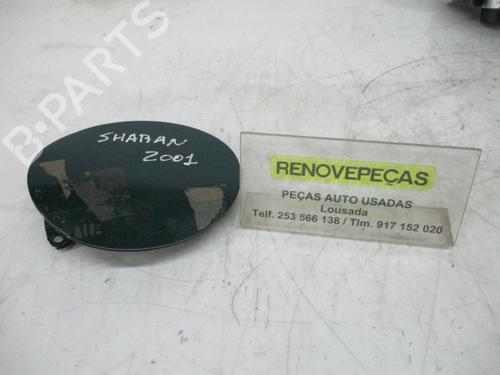 B-PARTS
SHARAN
2001
RENOVEPEÇAS
PEÇAS AUTO USADAS
Lousada
Telf. 253 566 138 / Tlm. 917 152 020